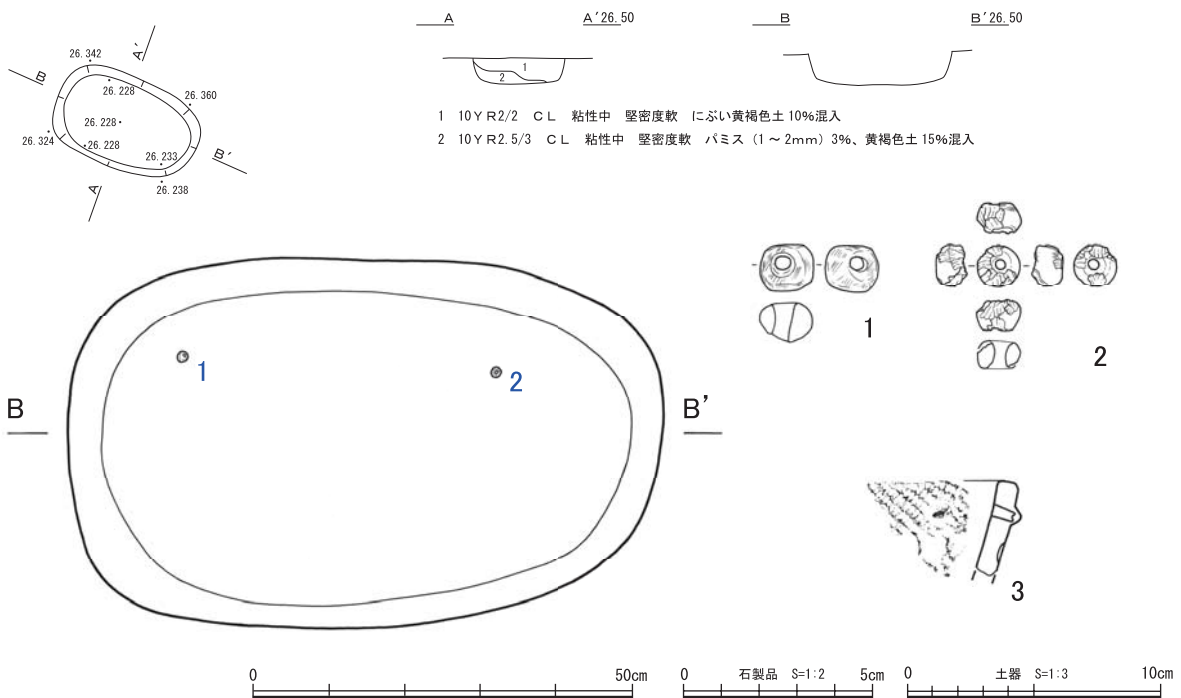 A A'26.50 B B'26.50
26.342 A'
B
26.228 26.360
26.228
26.324 26.228 26.233 B'
A 26.238
1 2
1 10YR2/2 CL 粘性中 堅密度軟 にぶい黄褐色土10%混入
2 10YR2.5/3 CL 粘性中 堅密度軟 パミス（1～2mm）3%、黄褐色土15%混入
1 2
1 2
B B’
3
0 50cm
0 石製品 S=1:2 5cm
0 土器 S=1:3 10cm